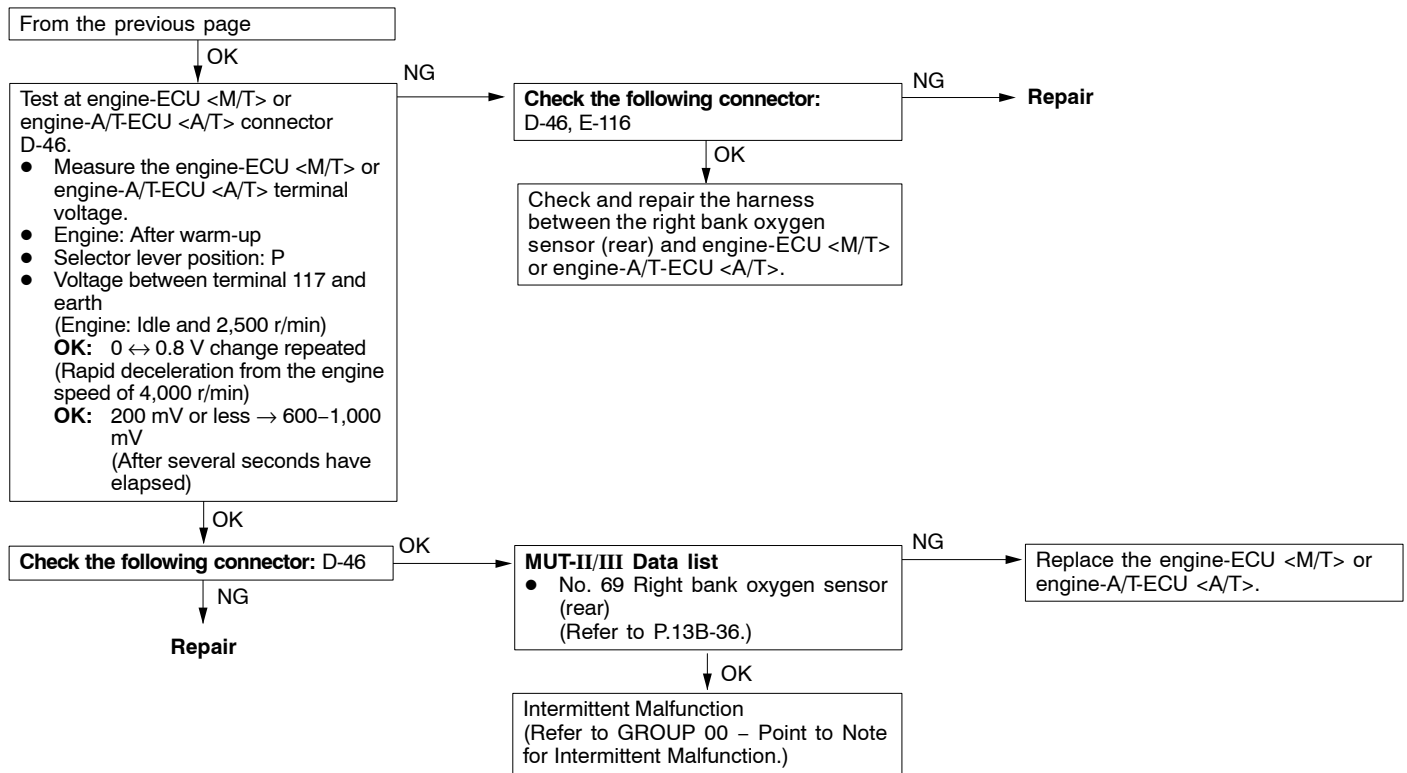 From the previous page
OK
Test at engine-ECU <M/T> or
engine-A/T-ECU <A/T> connector
D-46.
● Measure the engine-ECU <M/T> or
engine-A/T-ECU <A/T> terminal
voltage.
● Engine: After warm-up
● Selector lever position: P
● Voltage between terminal 117 and
earth
(Engine: Idle and 2,500 r/min)
OK: 0 ↔ 0.8 V change repeated
(Rapid deceleration from the engine
speed of 4,000 r/min)
OK: 200 mV or less → 600–1,000
mV
(After several seconds have
elapsed)
NG
Check the following connector:
D-46, E-116
NG
Repair
OK
Check and repair the harness
between the right bank oxygen
sensor (rear) and engine-ECU <M/T>
or engine-A/T-ECU <A/T>.
OK
Check the following connector: D-46
NG
Repair
OK
MUT-II/III Data list
● No. 69 Right bank oxygen sensor
(rear)
(Refer to P.13B-36.)
NG
Replace the engine-ECU <M/T> or
engine-A/T-ECU <A/T>.
OK
Intermittent Malfunction
(Refer to GROUP 00 – Point to Note
for Intermittent Malfunction.)